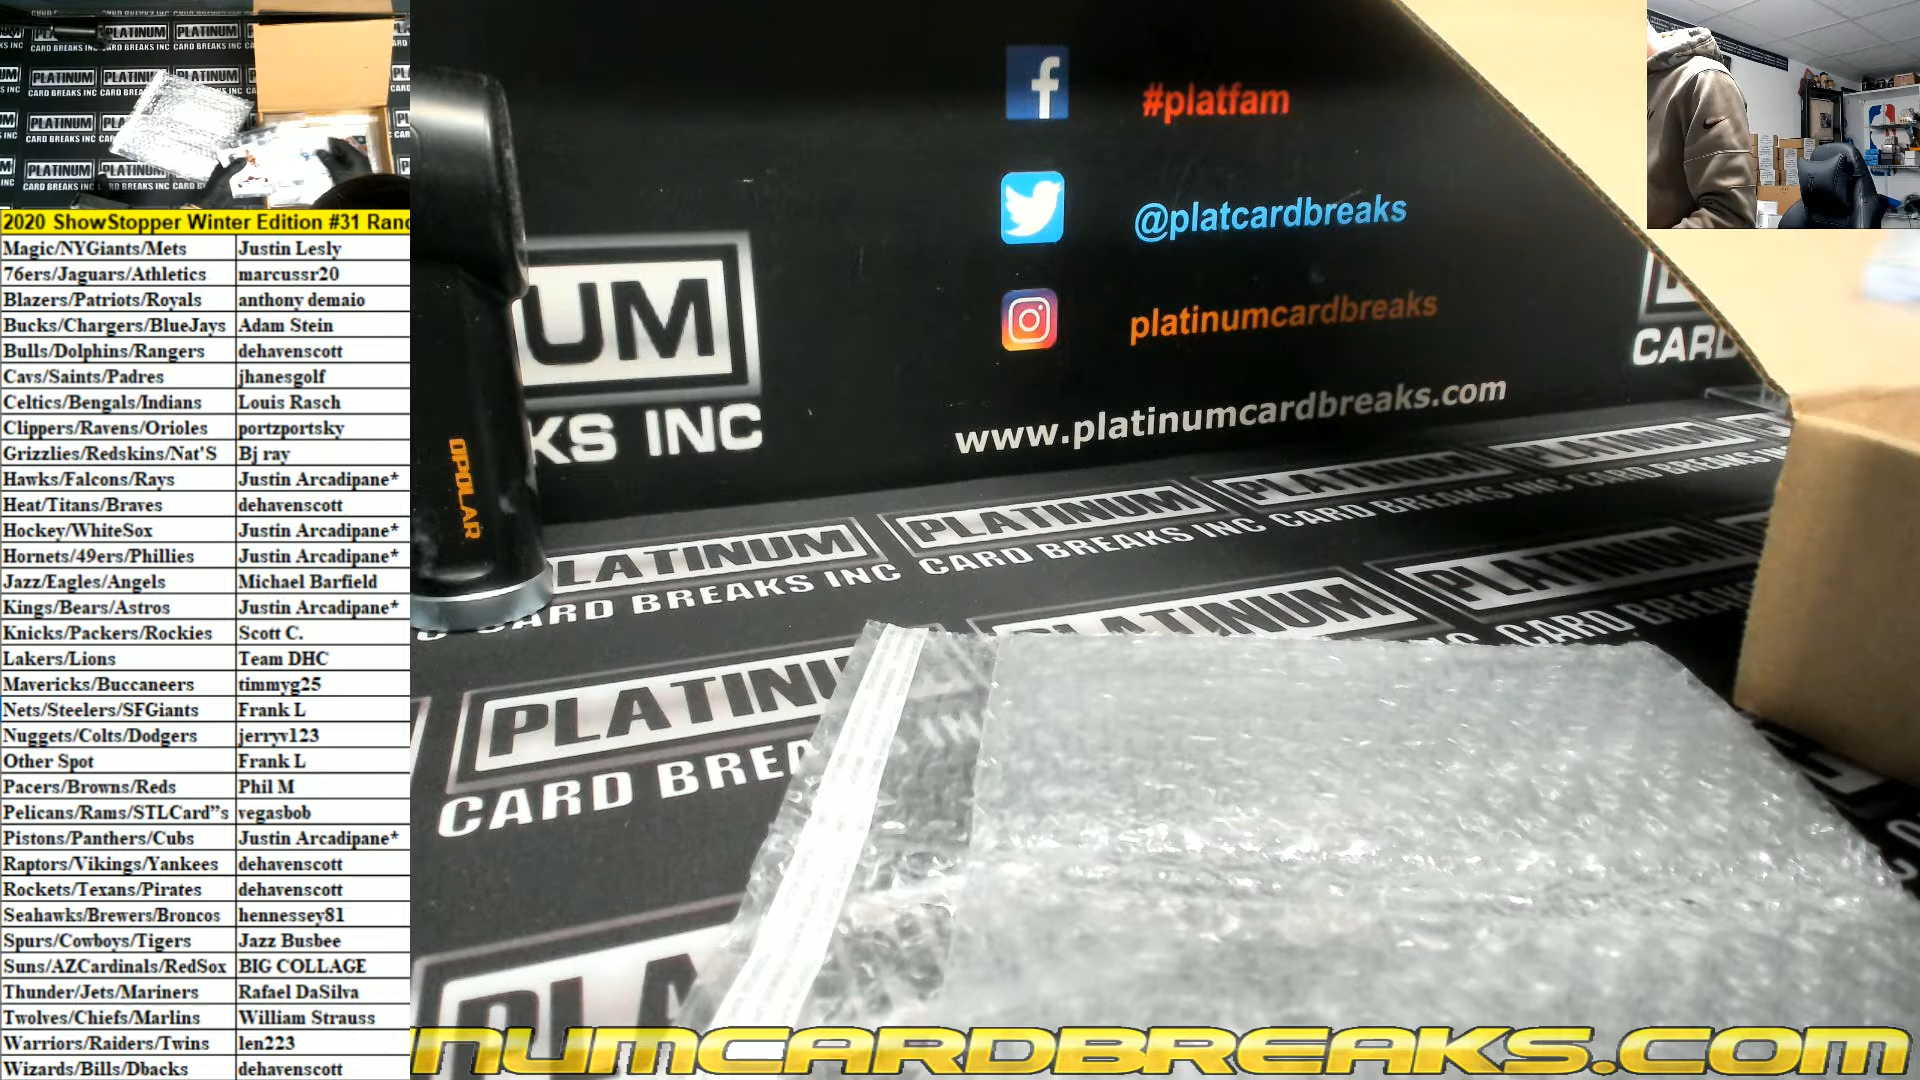 2020 ShowStopper Winter Edition #31
Magic/NYGiants/Mets Justin Lesly
76ers/Jaguars/Athletics marcussr20
Blazers/Patriots/Royals anthony demaio
Bucks/Chargers/BlueJays Adam Stein
Bulls/Dolphins/Rangers dehavenscott
Cavs/Saints/Padres jhanesgolf
Celtics/Bengals/Indians Louis Rasch
Clippers/Ravens/Orioles portzportsky
Grizzlies/Redskins/Nat'S Bj ray
Hawks/Falcons/Rays Justin Arcadipane*
Heat/Titans/Braves dehavenscott
Hockey/WhiteSox Justin Arcadipane*
Hornets/49ers/Phillies Justin Arcadipane*
Jazz/Eagles/Angels Michael Barfield
Kings/Bears/Astros Justin Arcadipane*
Knicks/Packers/Rockies Scott C.
Lakers/Lions Team DHC
Mavericks/Buccaneers timmyg25
Nets/Steelers/SFGiants Frank L
Nuggets/Colts/Dodgers jerryv123
Other Spot Frank L
Pacers/Browns/Reds Phil M
Pelicans/Rams/STLCard"s vegasbob
Pistons/Panthers/Cubs Justin Arcadipane*
Raptors/Vikings/Yankees dehavenscott
Rockets/Texans/Pirates dehavenscott
Seahawks/Brewers/Broncos hennessey81
Spurs/Cowboys/Tigers Jazz Busbee
Suns/AZCardinals/RedSox BIG COLLAGE
Thunder/Jets/Mariners Rafael DaSilva
Twolves/Chiefs/Marlins William Strauss
Warriors/Raiders/Twins len223
Wizards/Bills/Dbacks dehavenscott
#platfam
@platcardbreaks
platinumcardbreaks
www.platinumcardbreaks.com
UM
KS INC
CARD
OPOLAR
PLATINUM
CARD BREAKS INC
PLATINUM
CARD BREAKS INC
PLATINUM
CARD BREAKS INC
NUMCARDBREAKS.COM